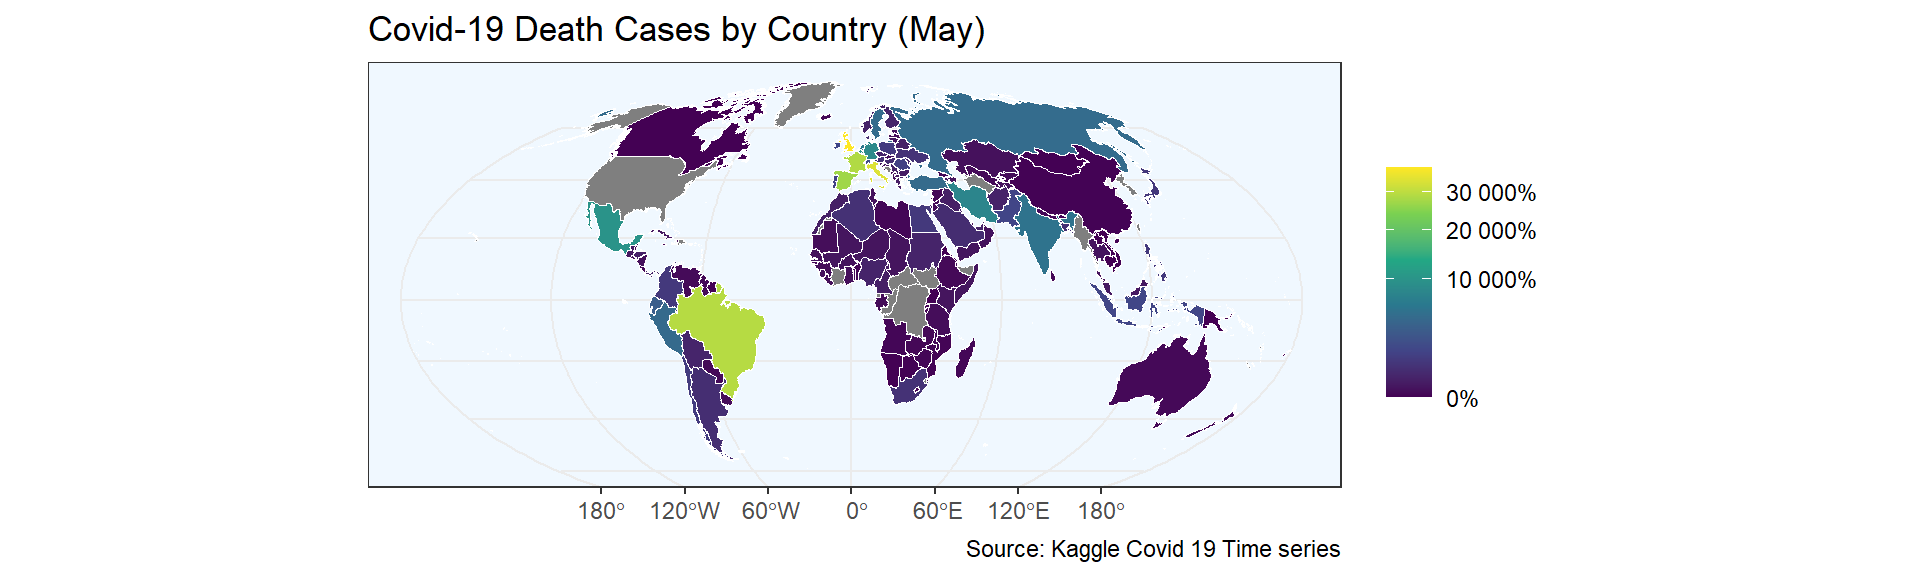 Covid-19 Death Cases by Country (May)
30 000%
20 000%
10 000%
0%
180° 120°W 60°W 0° 60°E 120°E 180°
Source: Kaggle Covid 19 Time series